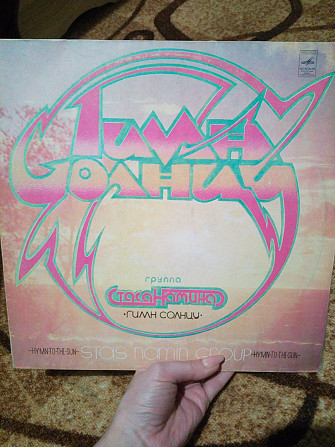 Гимн
Солнцу
группа
Стаса Намина
·гимн солнцу·
-HYMN-TO-THE-SUN- STAS NAMIN GROUP -HYMN-TO-THE-SUN-